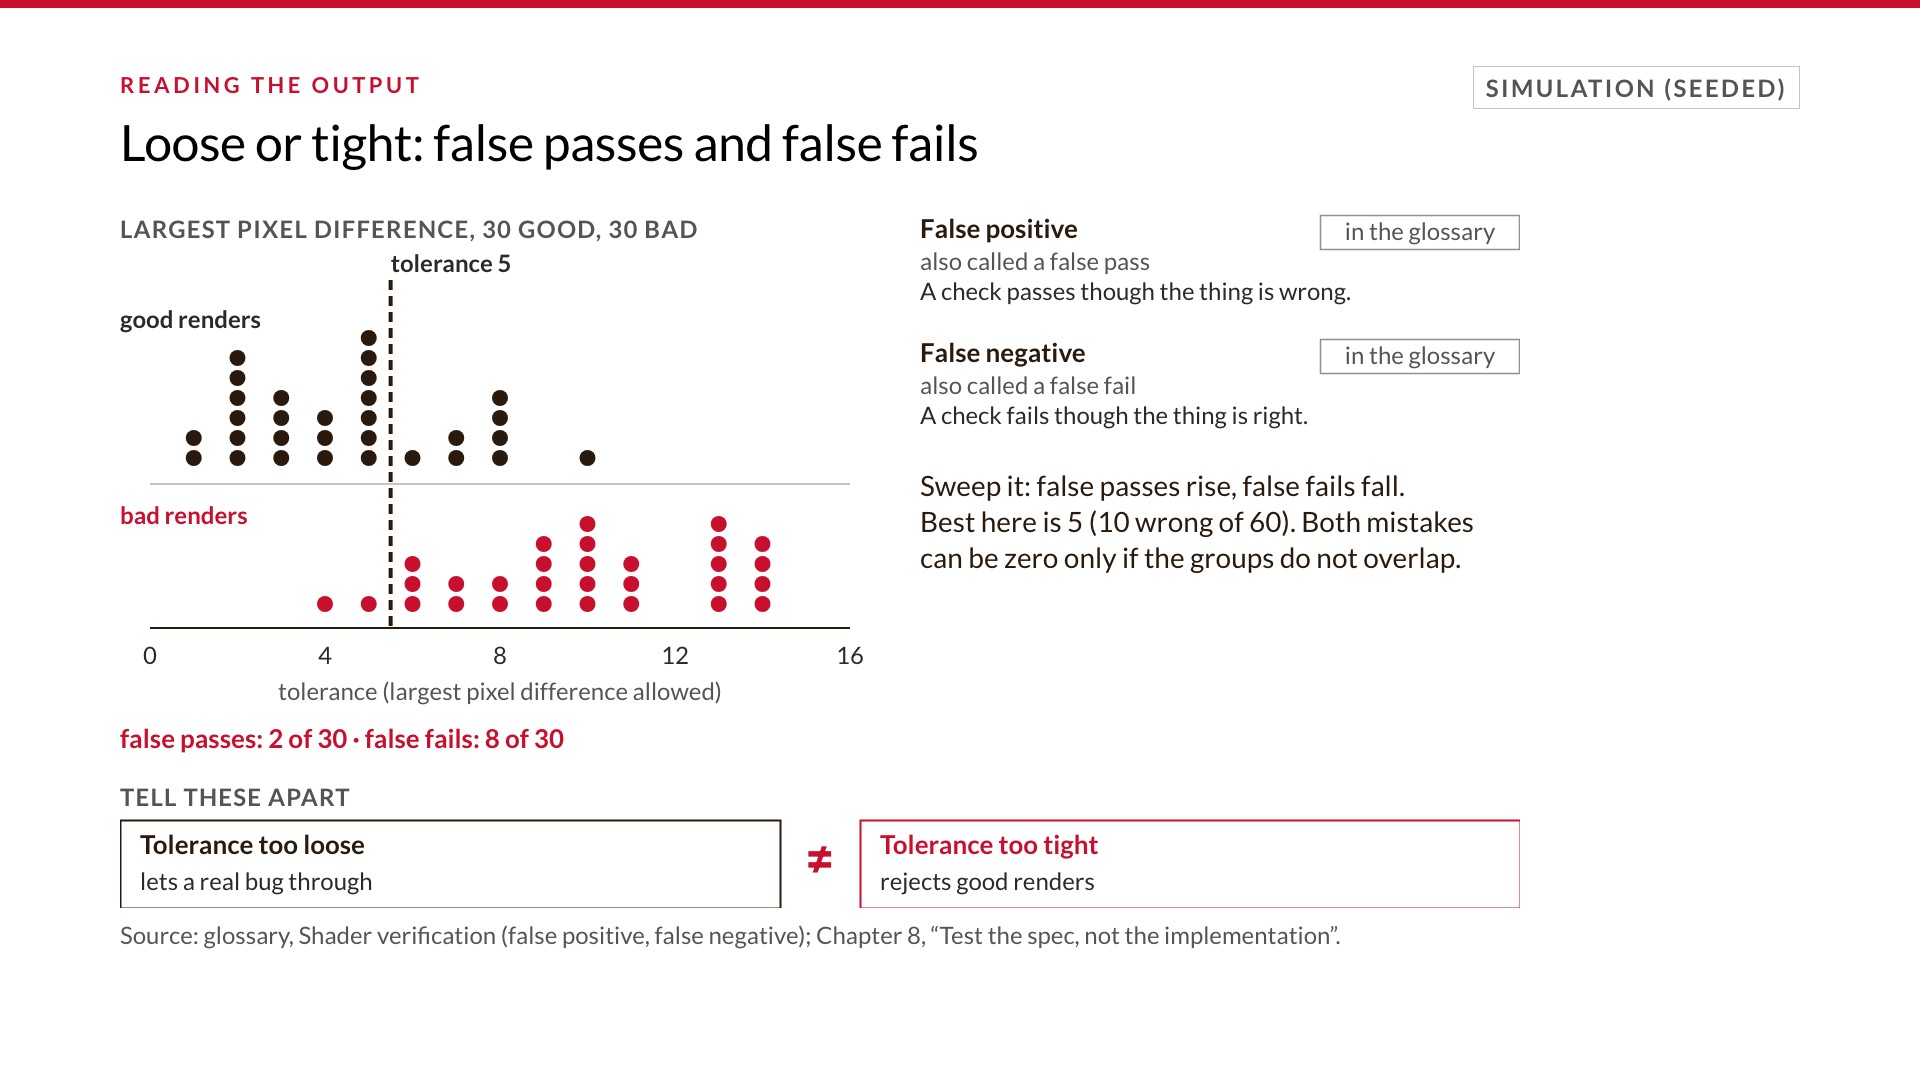 READING THE OUTPUT
SIMULATION (SEEDED)
Loose or tight: false passes and false fails
LARGEST PIXEL DIFFERENCE, 30 GOOD, 30 BAD
tolerance 5
good renders
bad renders
0 4 8 12 16
tolerance (largest pixel difference allowed)
false passes: 2 of 30 · false fails: 8 of 30
False positive
in the glossary
also called a false pass
A check passes though the thing is wrong.
False negative
in the glossary
also called a false fail
A check fails though the thing is right.
Sweep it: false passes rise, false fails fall.
Best here is 5 (10 wrong of 60). Both mistakes
can be zero only if the groups do not overlap.
TELL THESE APART
Tolerance too loose
lets a real bug through
≠
Tolerance too tight
rejects good renders
Source: glossary, Shader verification (false positive, false negative); Chapter 8, “Test the spec, not the implementation”.